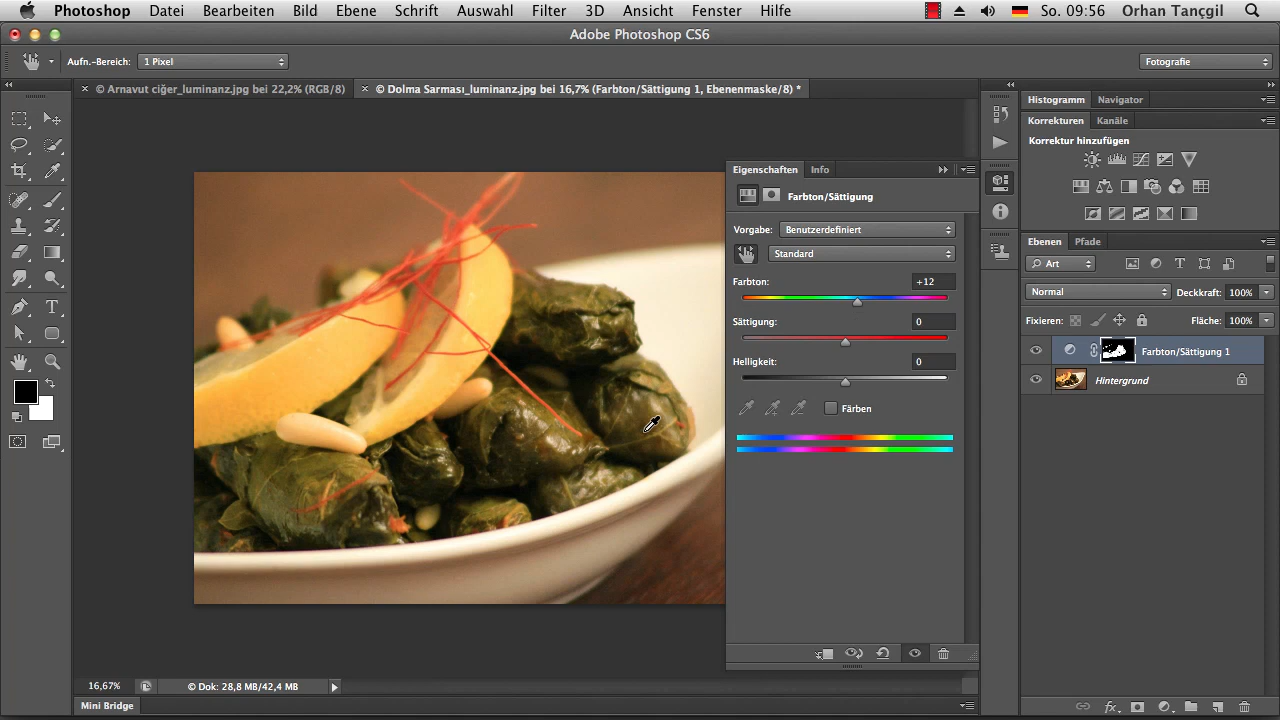 Photoshop Datei Bearbeiten Bild Ebene Schrift Auswahl Filter 3D Ansicht Fenster Hilfe So. 09:56 Orhan Tançgil
Adobe Photoshop CS6
Aufn.-Bereich: 1 Pixel Fotografie
× © Arnavut ciğer_luminanz.jpg bei 22,2% (RGB/8) × © Dolma Sarması_luminanz.jpg bei 16,7% (Farbton/Sättigung 1, Ebenenmaske/8) *
Histogramm Navigator
Korrekturen Kanäle
Korrektur hinzufügen
Eigenschaften Info
Farbton/Sättigung
Vorgabe: Benutzerdefiniert
Standard
Farbton: +12
Sättigung: 0
Helligkeit: 0
Färben
Ebenen Pfade
Art
Normal Deckkraft: 100%
Fixieren: Fläche: 100%
Farbton/Sättigung 1
Hintergrund
16,67% © Dok: 28,8 MB/42,4 MB
Mini Bridge